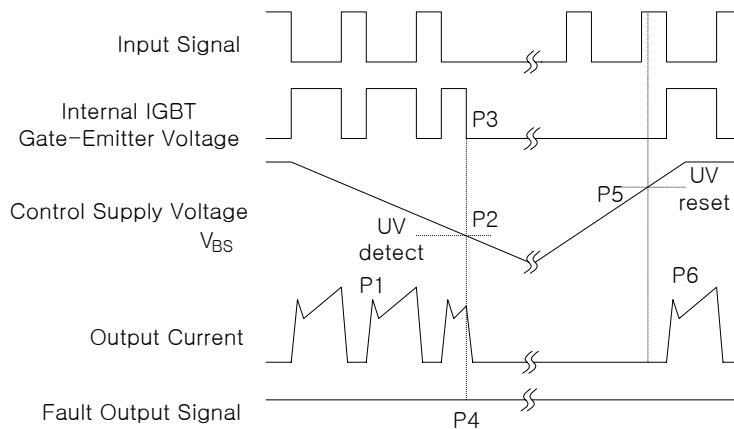 Input Signal
Internal IGBT
Gate-Emitter Voltage
P3
Control Supply Voltage
VBS
UV
detect
P2
P5
UV
reset
P1
P6
Output Current
Fault Output Signal
P4